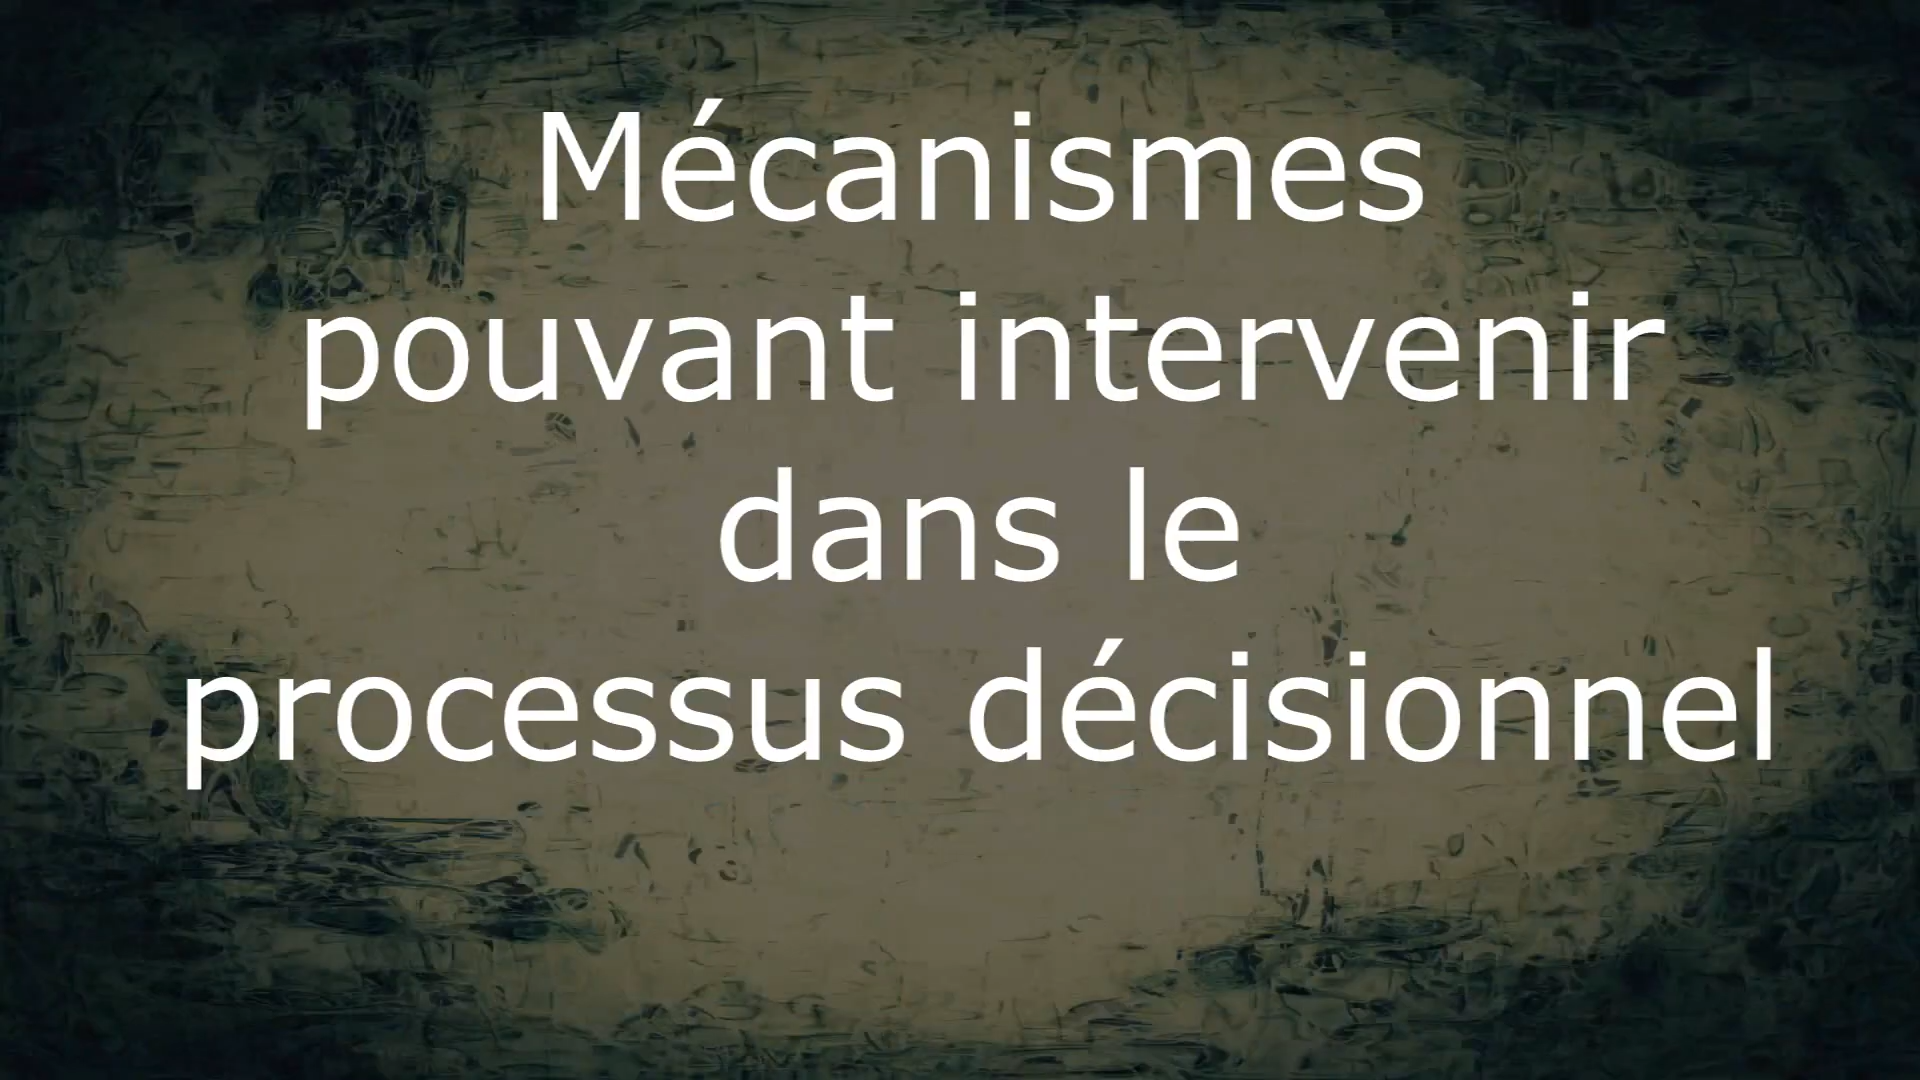 Mécanismes
pouvant intervenir
dans le
processus décisionnel